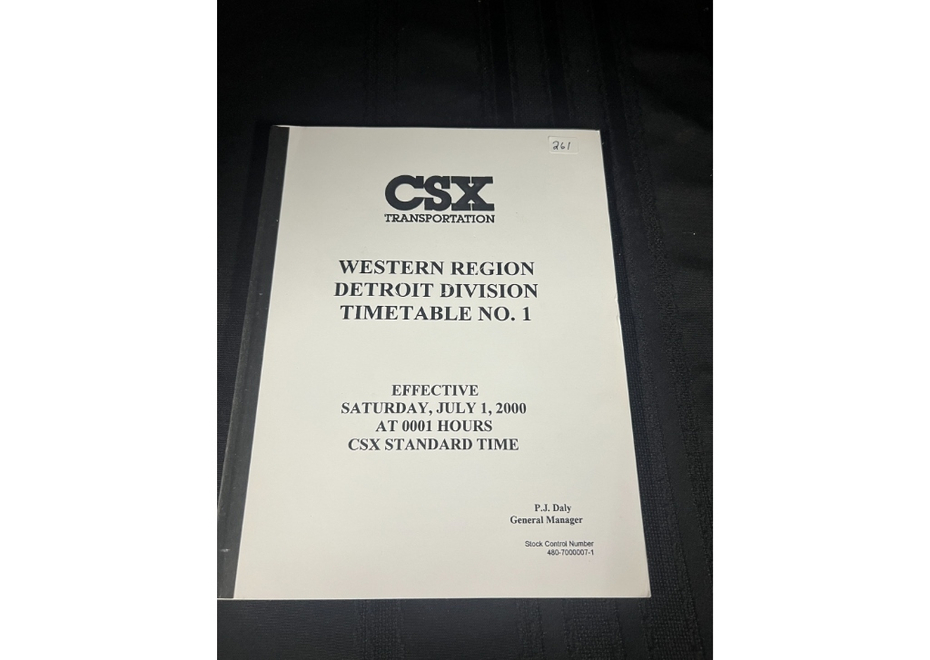 261
CSX
TRANSPORTATION
WESTERN REGION
DETROIT DIVISION
TIMETABLE NO. 1
EFFECTIVE
SATURDAY, JULY 1, 2000
AT 0001 HOURS
CSX STANDARD TIME
P.J. Daly
General Manager
Stock Control Number
480-7000007-1